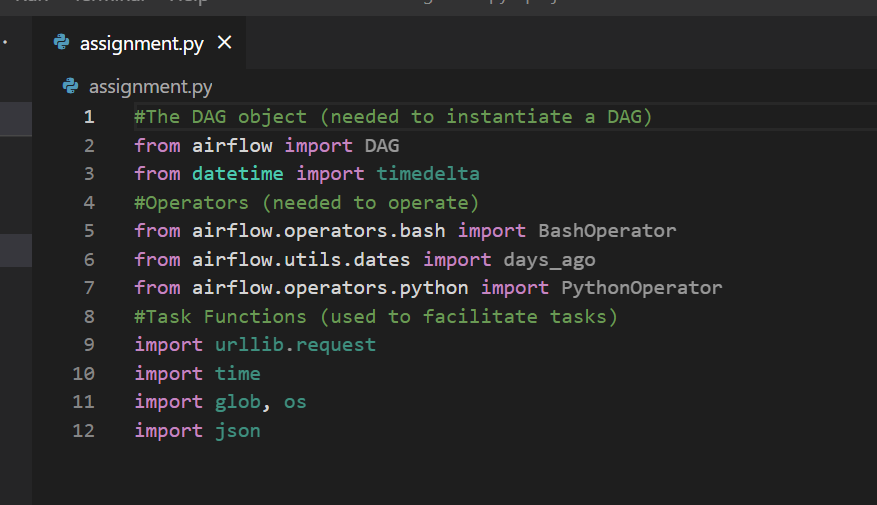 assignment.py
assignment.py
1 #The DAG object (needed to instantiate a DAG)
2 from airflow import DAG
3 from datetime import timedelta
4 #Operators (needed to operate)
5 from airflow.operators.bash import BashOperator
6 from airflow.utils.dates import days_ago
7 from airflow.operators.python import PythonOperator
8 #Task Functions (used to facilitate tasks)
9 import urllib.request
10 import time
11 import glob, os
12 import json